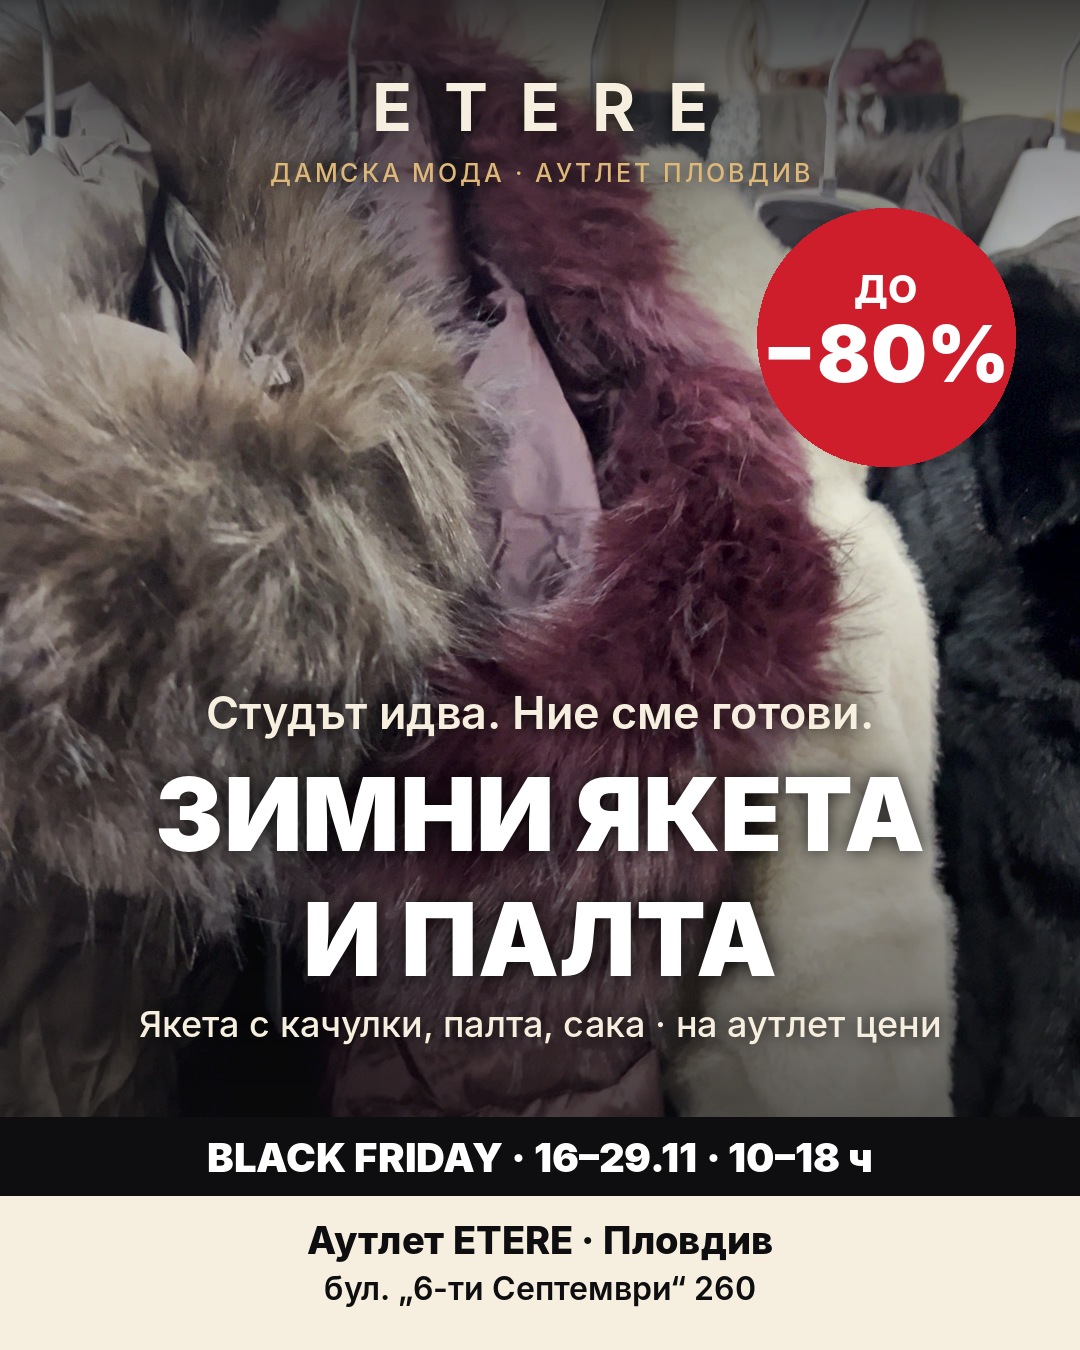 ETERE
ДАМСКА МОДА · АУТЛЕТ ПЛОВДИВ
ДО
–80%
Студът идва. Ние сме готови.
ЗИМНИ ЯКЕТА
И ПАЛТА
Якета с качулки, палта, сака · на аутлет цени
BLACK FRIDAY · 16–29.11 · 10–18 ч
Аутлет ETERE · Пловдив
бул. „6-ти Септември“ 260